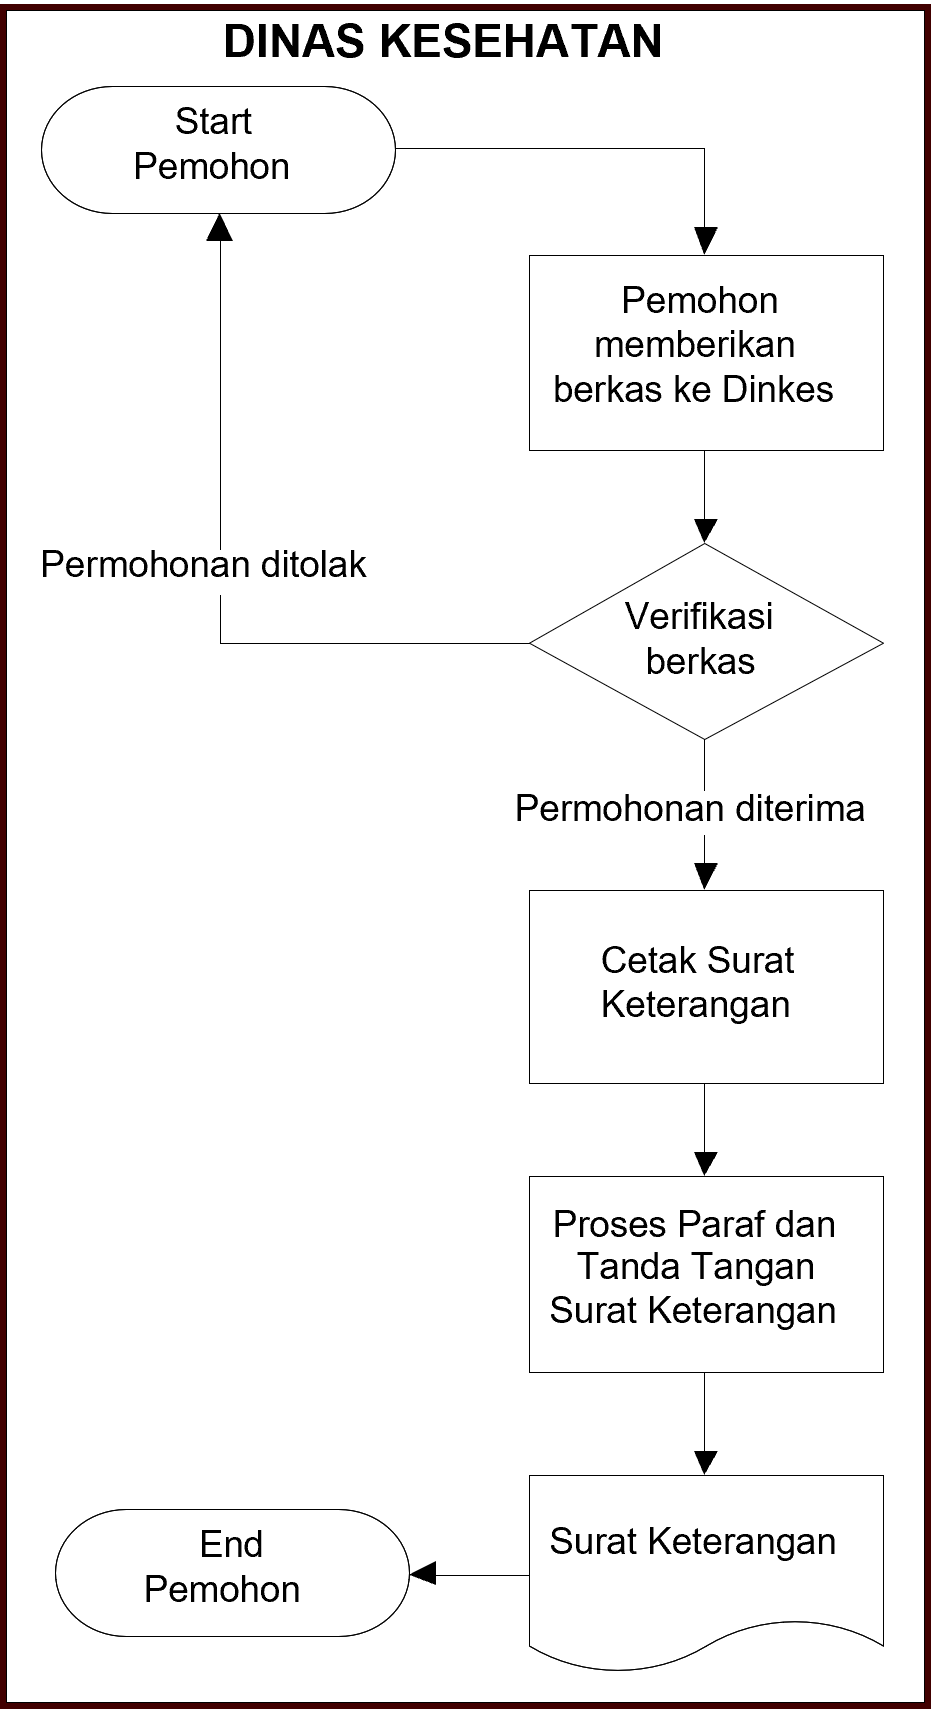 DINAS KESEHATAN
Start
Pemohon
Pemohon
memberikan
berkas ke Dinkes
Permohonan ditolak
Verifikasi
berkas
Permohonan diterima
Cetak Surat
Keterangan
Proses Paraf dan
Tanda Tangan
Surat Keterangan
Surat Keterangan
End
Pemohon